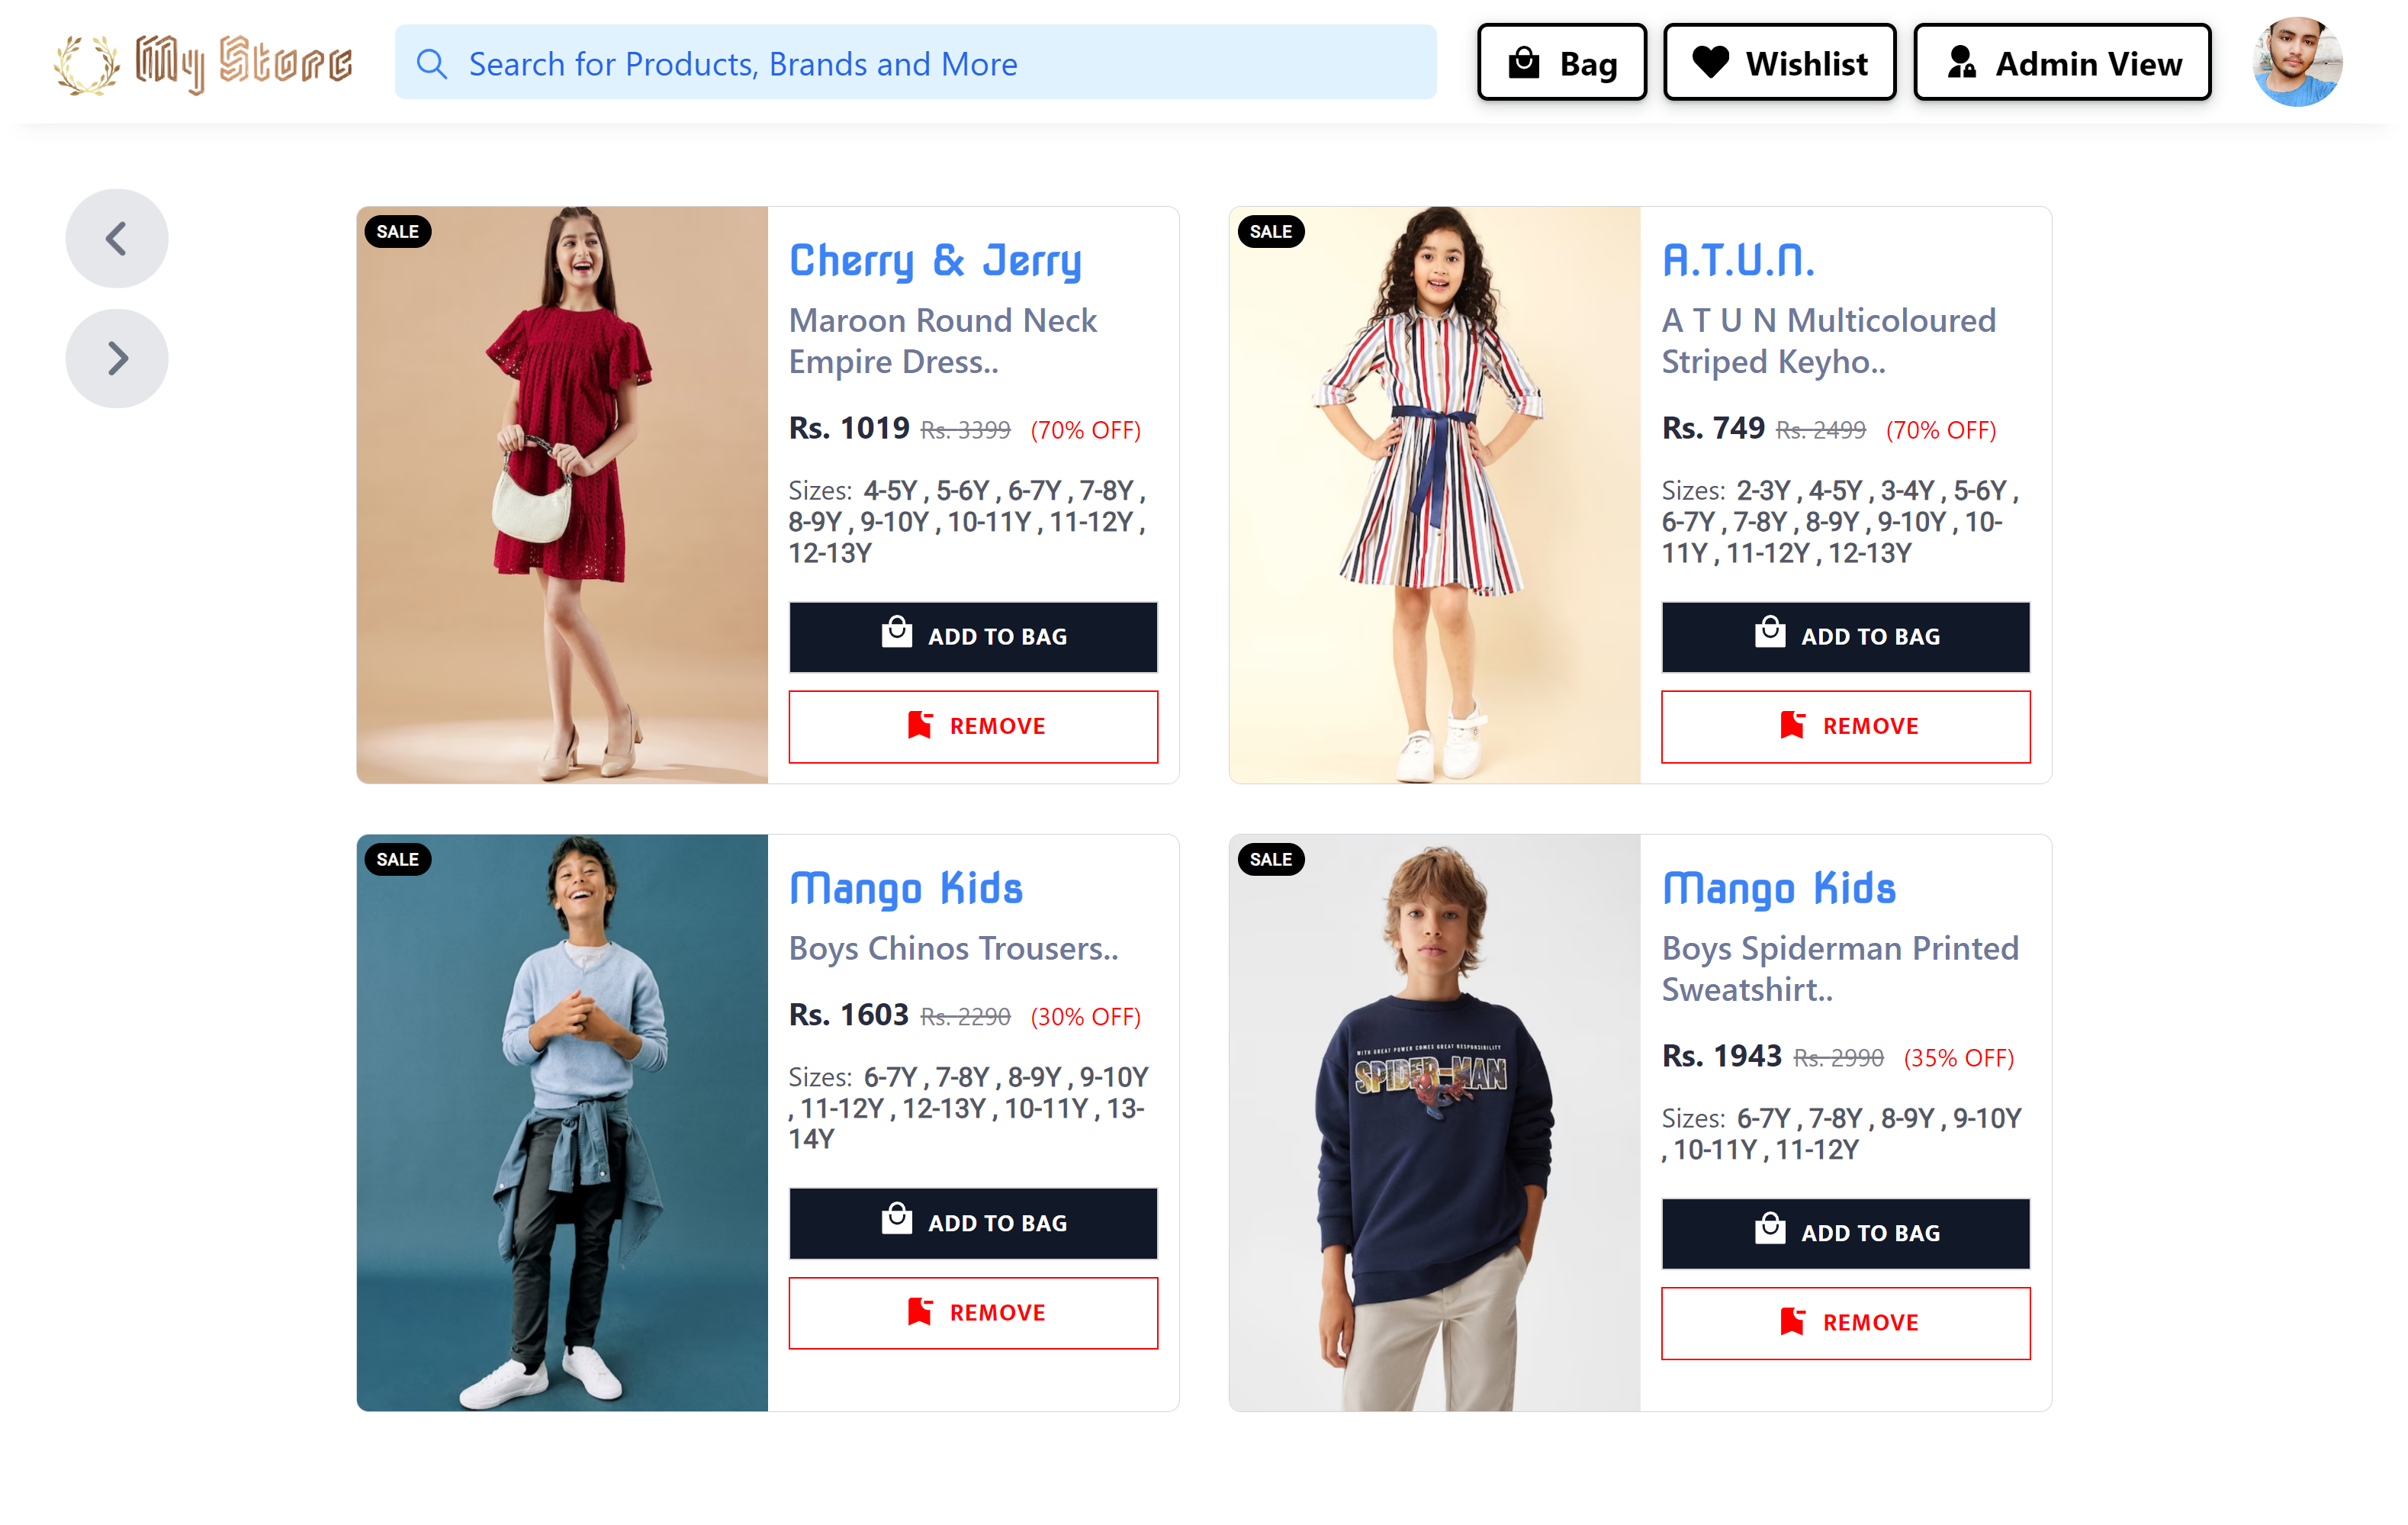 My Store
Search for Products, Brands and More
Bag
Wishlist
Admin View
SALE
Cherry & Jerry
Maroon Round Neck
Empire Dress..
Rs. 1019 Rs. 3399 (70% OFF)
Sizes: 4-5Y , 5-6Y , 6-7Y , 7-8Y ,
8-9Y , 9-10Y , 10-11Y , 11-12Y ,
12-13Y
ADD TO BAG
REMOVE
SALE
A.T.U.N.
A T U N Multicoloured
Striped Keyho..
Rs. 749 Rs. 2499 (70% OFF)
Sizes: 2-3Y , 4-5Y , 3-4Y , 5-6Y ,
6-7Y , 7-8Y , 8-9Y , 9-10Y , 10-
11Y , 11-12Y , 12-13Y
ADD TO BAG
REMOVE
SALE
Mango Kids
Boys Chinos Trousers..
Rs. 1603 Rs. 2290 (30% OFF)
Sizes: 6-7Y , 7-8Y , 8-9Y , 9-10Y
, 11-12Y , 12-13Y , 10-11Y , 13-
14Y
ADD TO BAG
REMOVE
SALE
WITH GREAT POWER COMES GREAT RESPONSIBILITY
SPIDER-MAN
Mango Kids
Boys Spiderman Printed
Sweatshirt..
Rs. 1943 Rs. 2990 (35% OFF)
Sizes: 6-7Y , 7-8Y , 8-9Y , 9-10Y
, 10-11Y , 11-12Y
ADD TO BAG
REMOVE